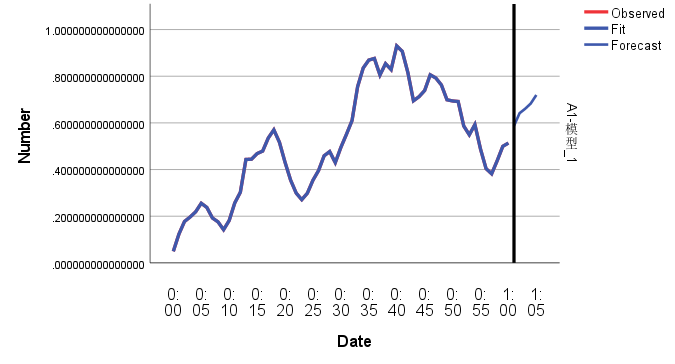 Observed
Fit
Forecast
1.000000000000000
.800000000000000
.600000000000000
.400000000000000
.200000000000000
.000000000000000
Number
A1-模型_1
0:00 0:05 0:10 0:15 0:20 0:25 0:30 0:35 0:40 0:45 0:50 0:55 1:00 1:05
Date